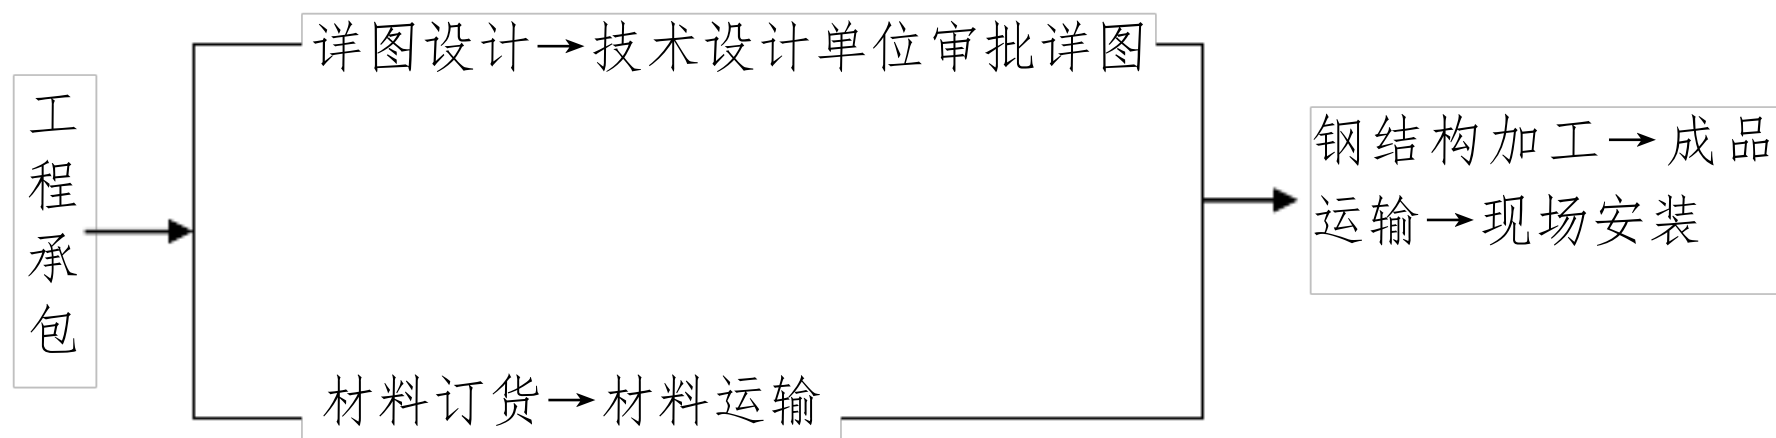 工
程
承
包
详图设计→技术设计单位审批详图
材料订货→材料运输
钢结构加工→成品
运输→现场安装